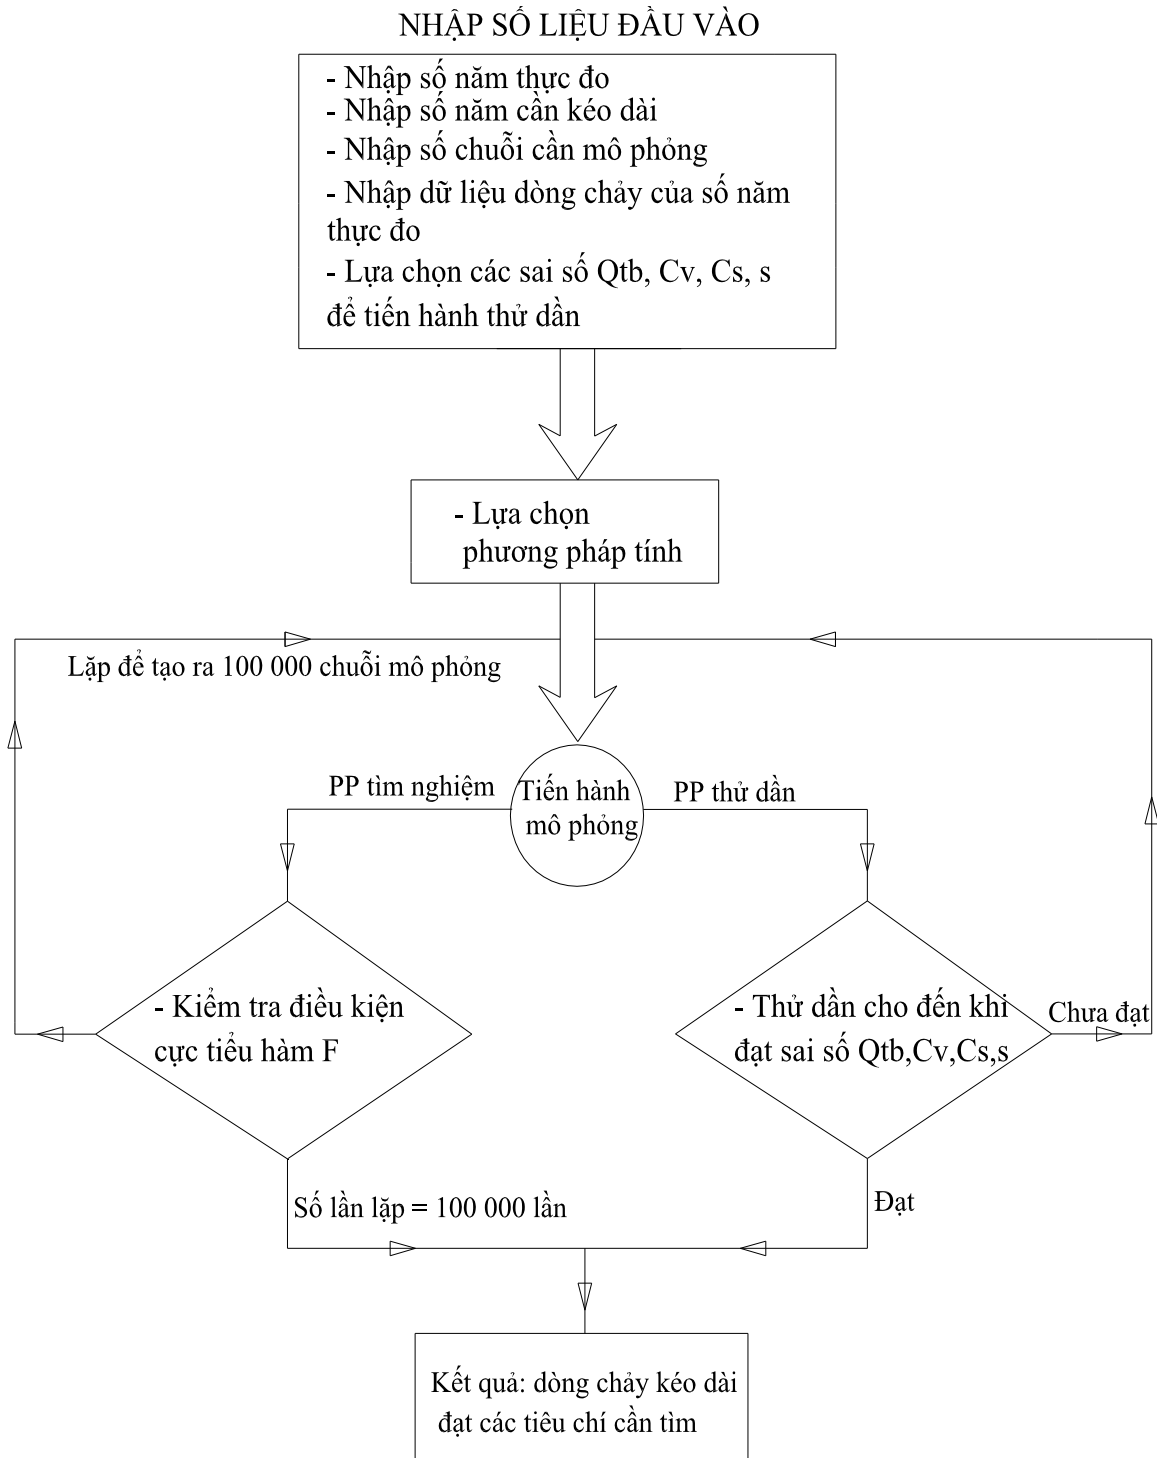 NHẬP SỐ LIỆU ĐẦU VÀO
- Nhập số năm thực đo
- Nhập số năm cần kéo dài
- Nhập số chuỗi cần mô phỏng
- Nhập dữ liệu dòng chảy của số năm
thực đo
- Lựa chọn các sai số Qtb, Cv, Cs, s
để tiến hành thử dần
- Lựa chọn
phương pháp tính
Lặp để tạo ra 100 000 chuỗi mô phỏng
PP tìm nghiệm
Tiến hành
mô phỏng
PP thử dần
- Kiểm tra điều kiện
cực tiểu hàm F
- Thử dần cho đến khi
đạt sai số Qtb,Cv,Cs,s
Chưa đạt
Số lần lặp = 100 000 lần
Đạt
Kết quả: dòng chảy kéo dài
đạt các tiêu chí cần tìm